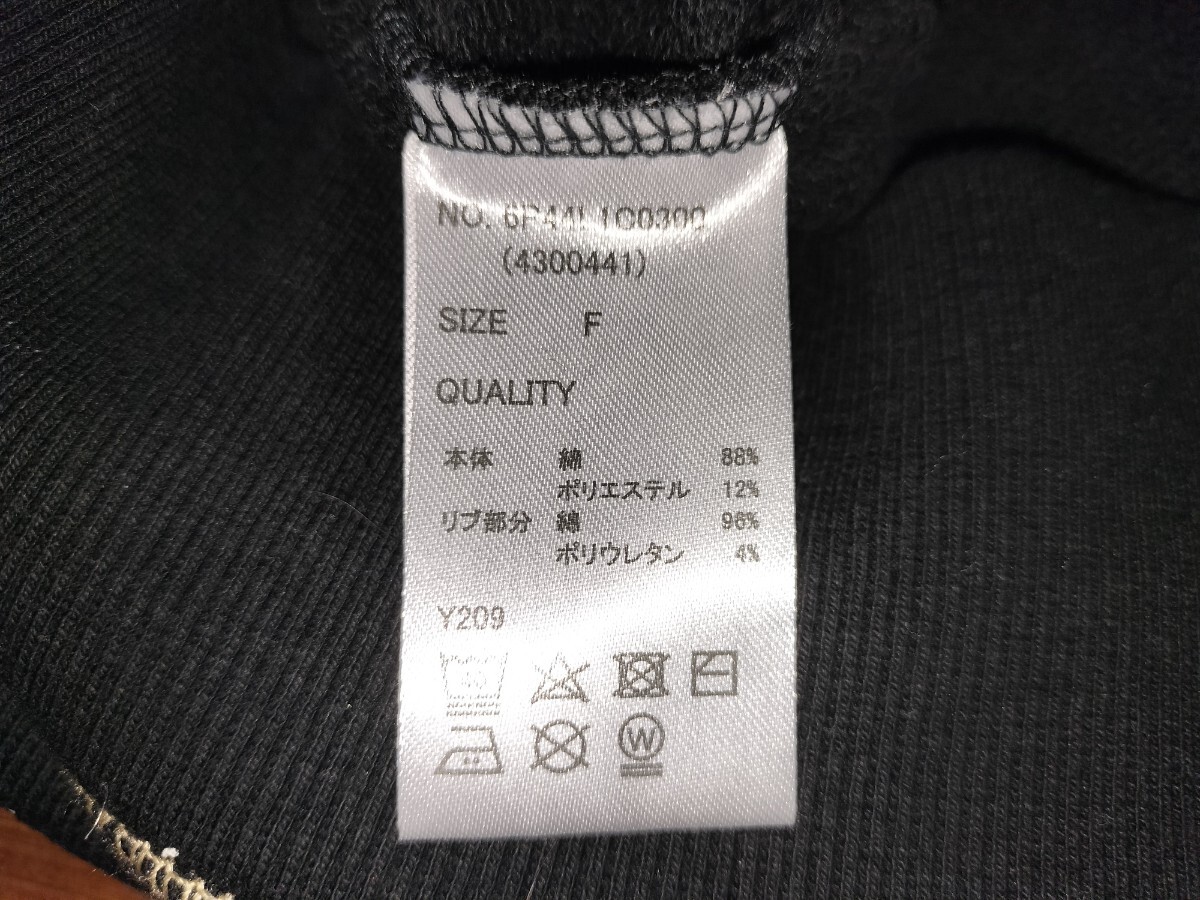 NO. 6P44L1O0300
(4300441)
SIZE F
QUALITY
本体 綿 88%
ポリエステル 12%
リブ部分 綿 96%
ポリウレタン 4%
Y209
40
W